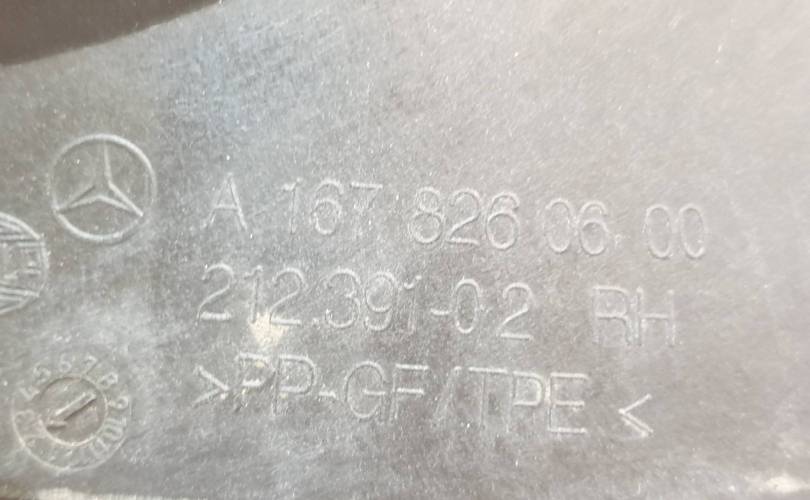 A 167 826 06 00
212.391-02 RH
>PP-GF/TPE<